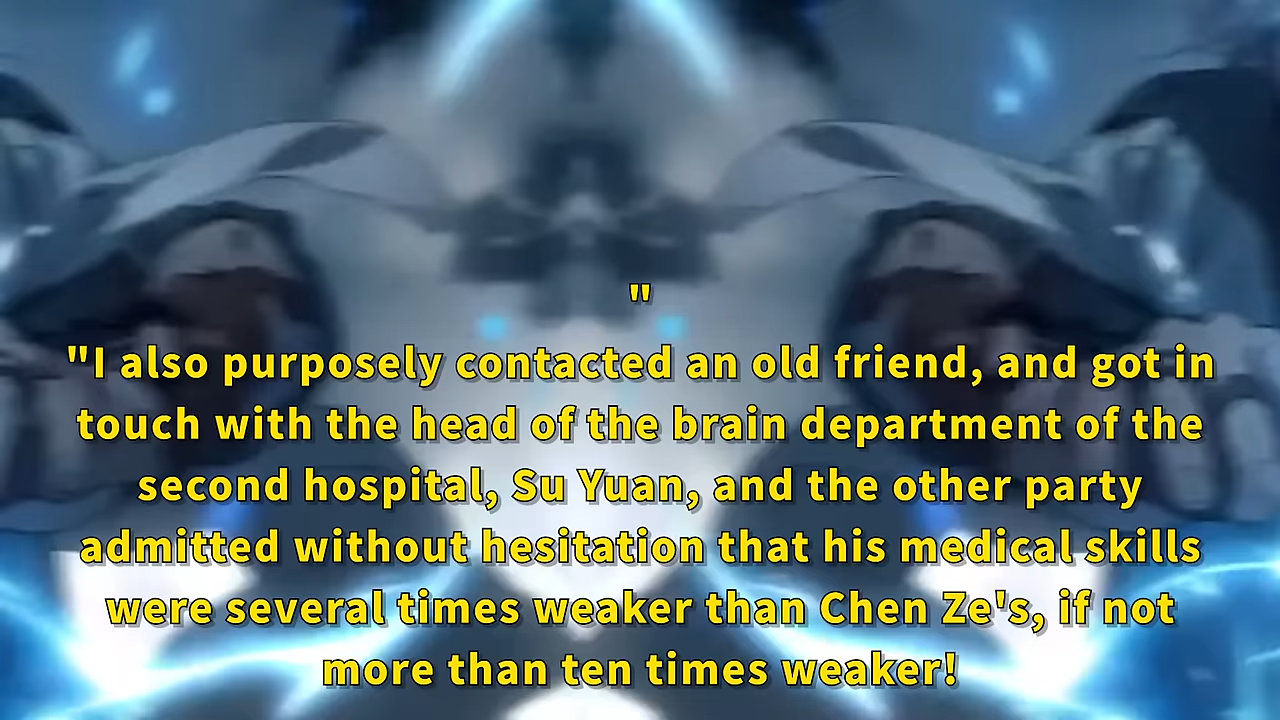 "
"I also purposely contacted an old friend, and got in
touch with the head of the brain department of the
second hospital, Su Yuan, and the other party
admitted without hesitation that his medical skills
were several times weaker than Chen Ze's, if not
more than ten times weaker!